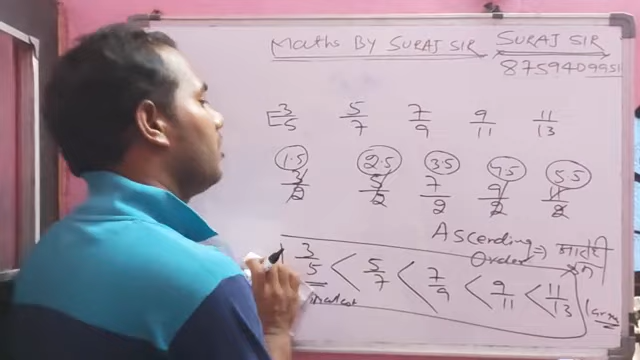 Maths By SURAJ SIR SURAJ SIR
8759409951
3/5 5/7 7/9 9/11 11/13
1.5 2.5 3.5 4.5 5.5
3/2 5/2 7/2 9/2 11/2
Ascending ⇒
Order
3/5 < 5/7 < 7/9 < 9/11 < 11/13